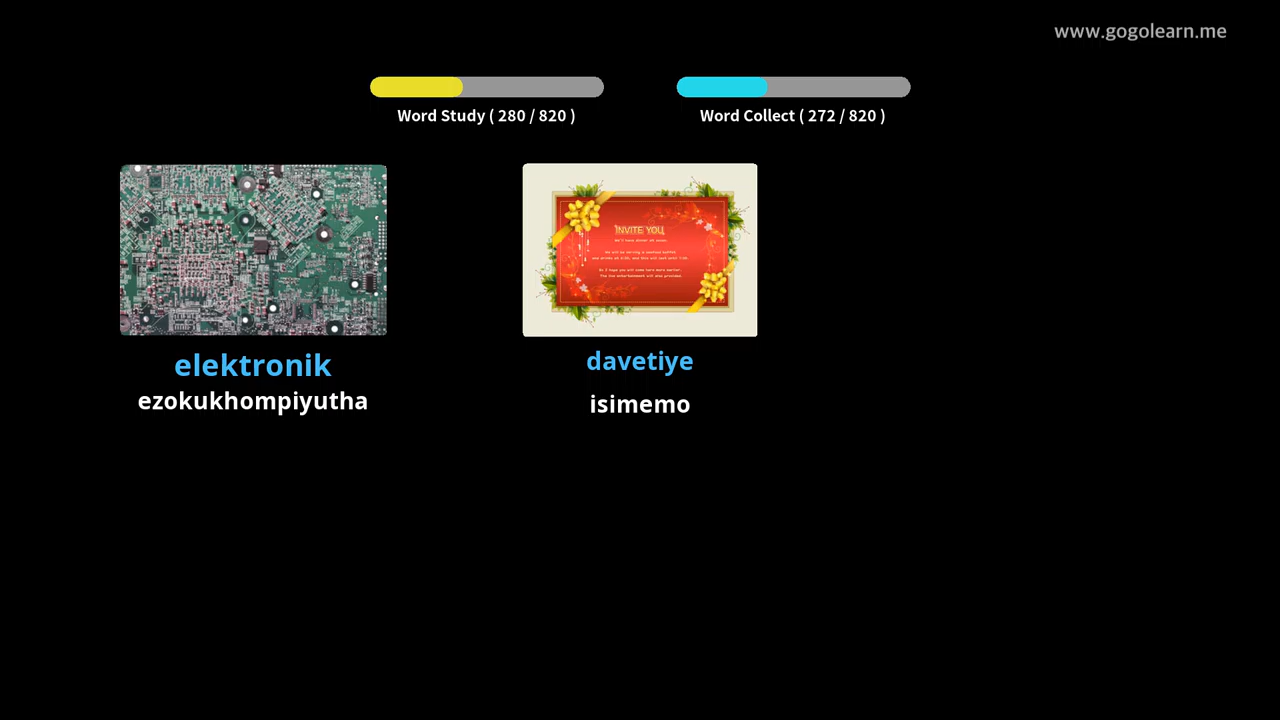 www.gogolearn.me
Word Study ( 280 / 820 )
Word Collect ( 272 / 820 )
INVITE YOU
elektronik
ezokukhompiyutha
davetiye
isimemo